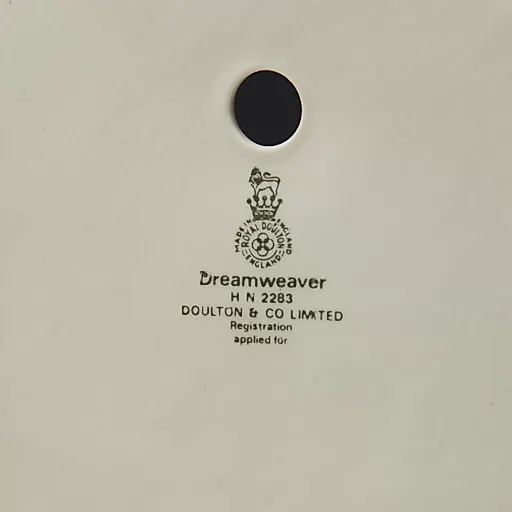 MADE IN ENGLAND
ROYAL DOULTON
ENGLAND
Dreamweaver
H N 2283
DOULTON & CO LIMITED
Registration
applied for